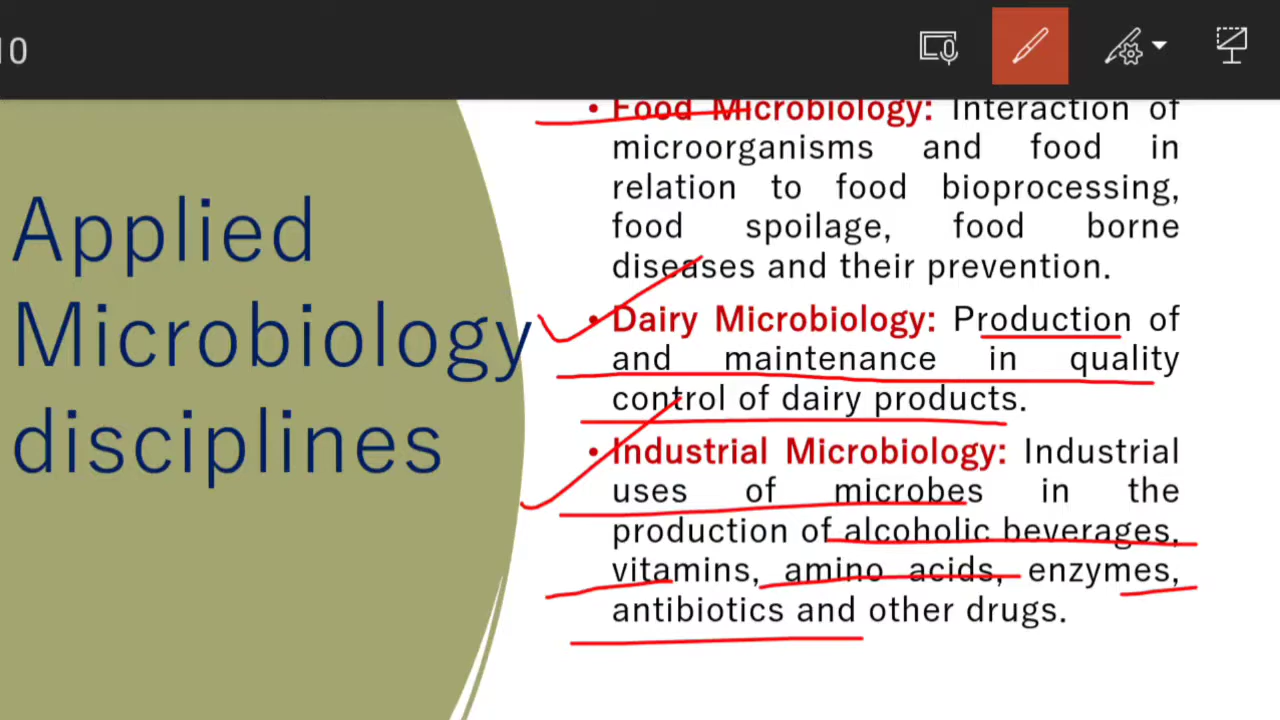 10
Applied
Microbiology
disciplines
• Food Microbiology: Interaction of
microorganisms and food in
relation to food bioprocessing,
food spoilage, food borne
diseases and their prevention.
• Dairy Microbiology: Production of
and maintenance in quality
control of dairy products.
• Industrial Microbiology: Industrial
uses of microbes in the
production of alcoholic beverages,
vitamins, amino acids, enzymes,
antibiotics and other drugs.